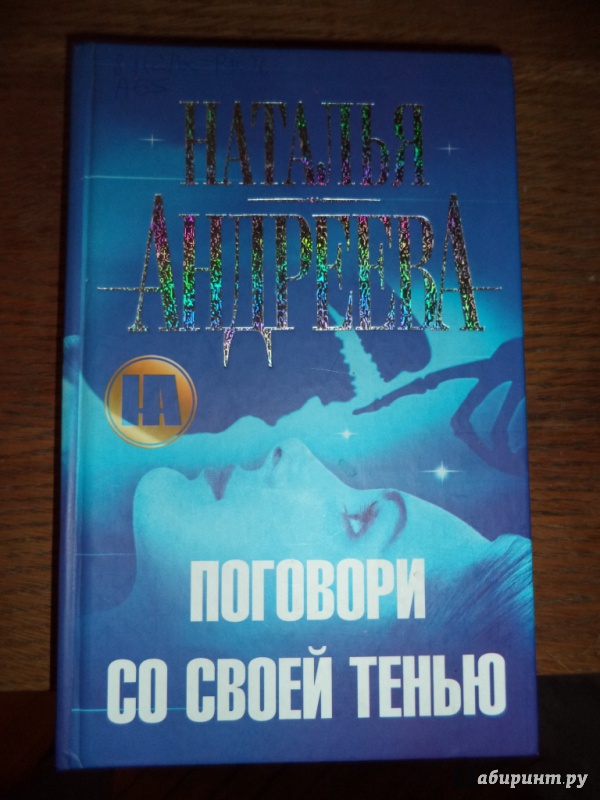 НАТАЛЬЯ
АНДРЕЕВА
НА
ПОГОВОРИ
СО СВОЕЙ ТЕНЬЮ
абиринт.ру